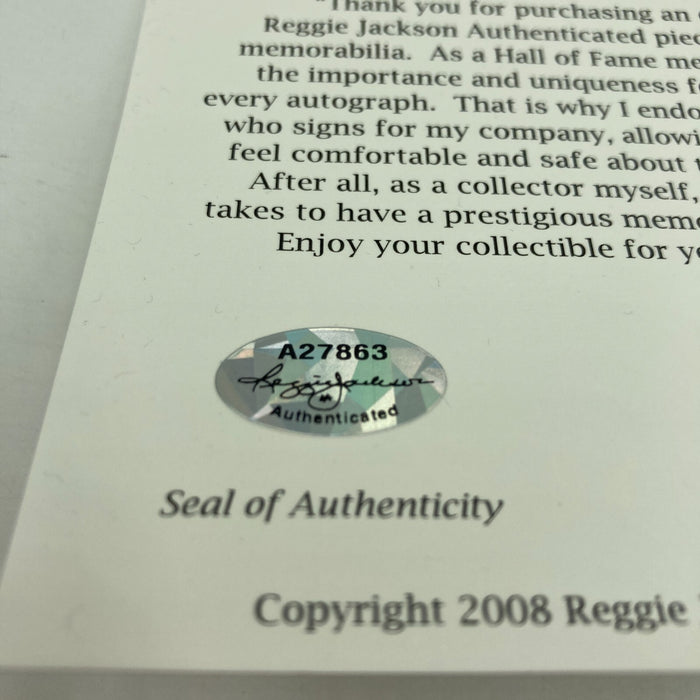 "Thank you for purchasing an
Reggie Jackson Authenticated piec
memorabilia. As a Hall of Fame me
the importance and uniqueness f
every autograph. That is why I endo
who signs for my company, allowi
feel comfortable and safe about t
After all, as a collector myself,
takes to have a prestigious mem
Enjoy your collectible for y
A27863
Reggie Jackson
Authenticated
Seal of Authenticity
Copyright 2008 Reggie